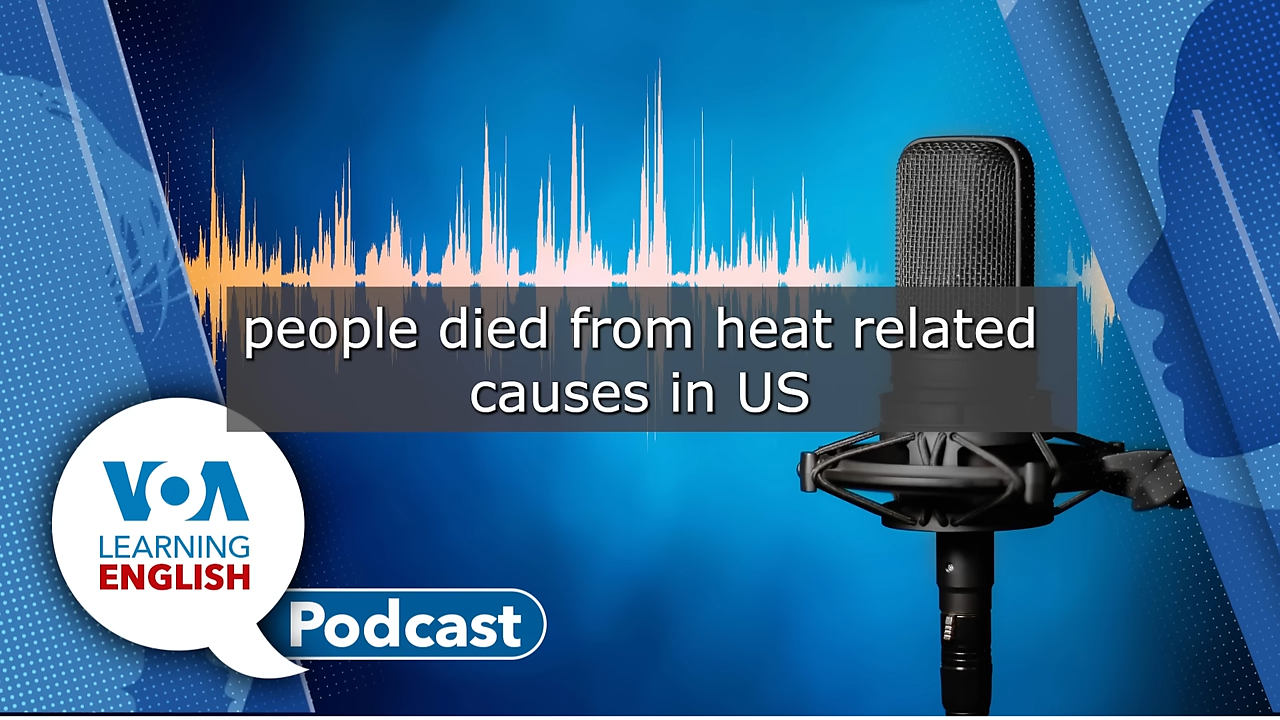 people died from heat related
causes in US
VOA
LEARNING
ENGLISH
Podcast